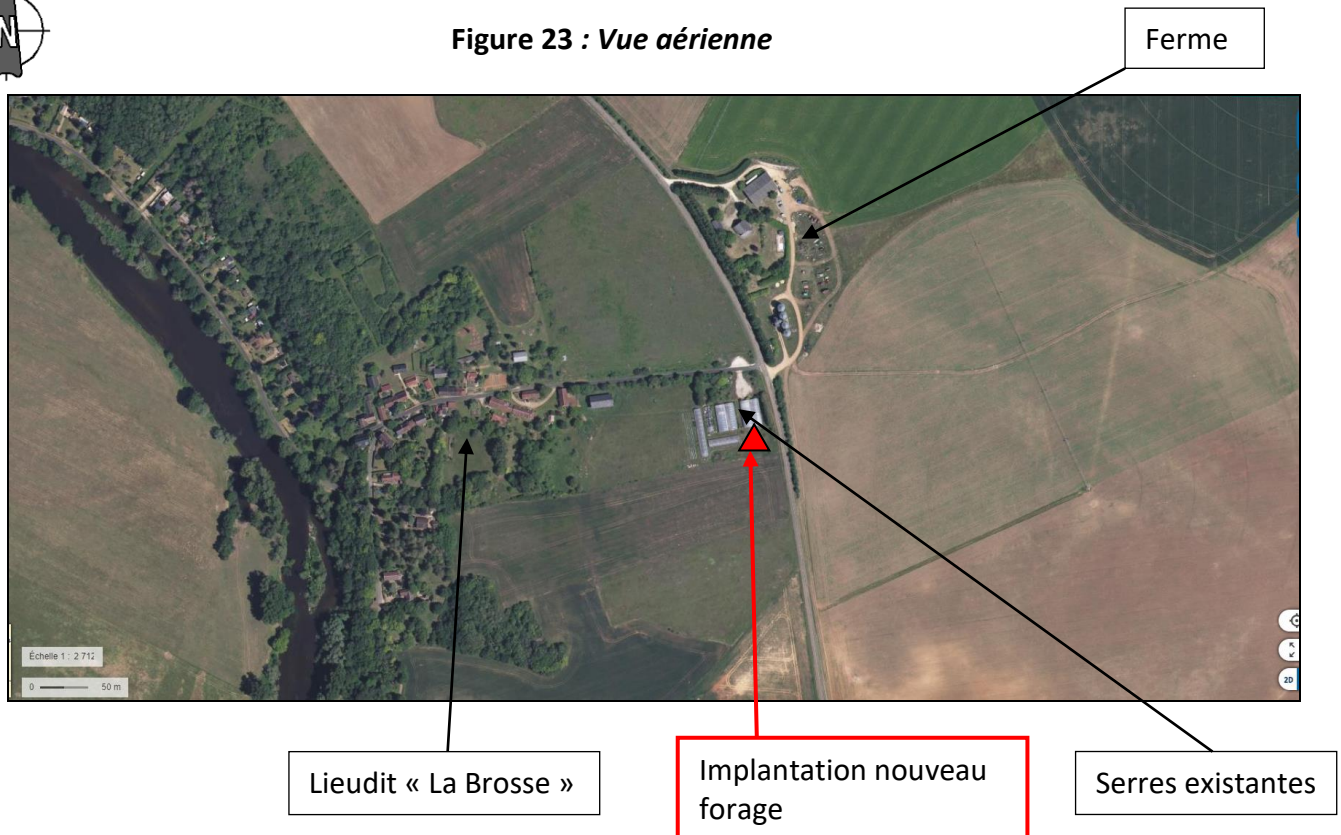 N
Figure 23 : Vue aérienne
Ferme
Échelle 1 : 2 712
0 50 m
2D
Lieudit « La Brosse »
Implantation nouveau
forage
Serres existantes